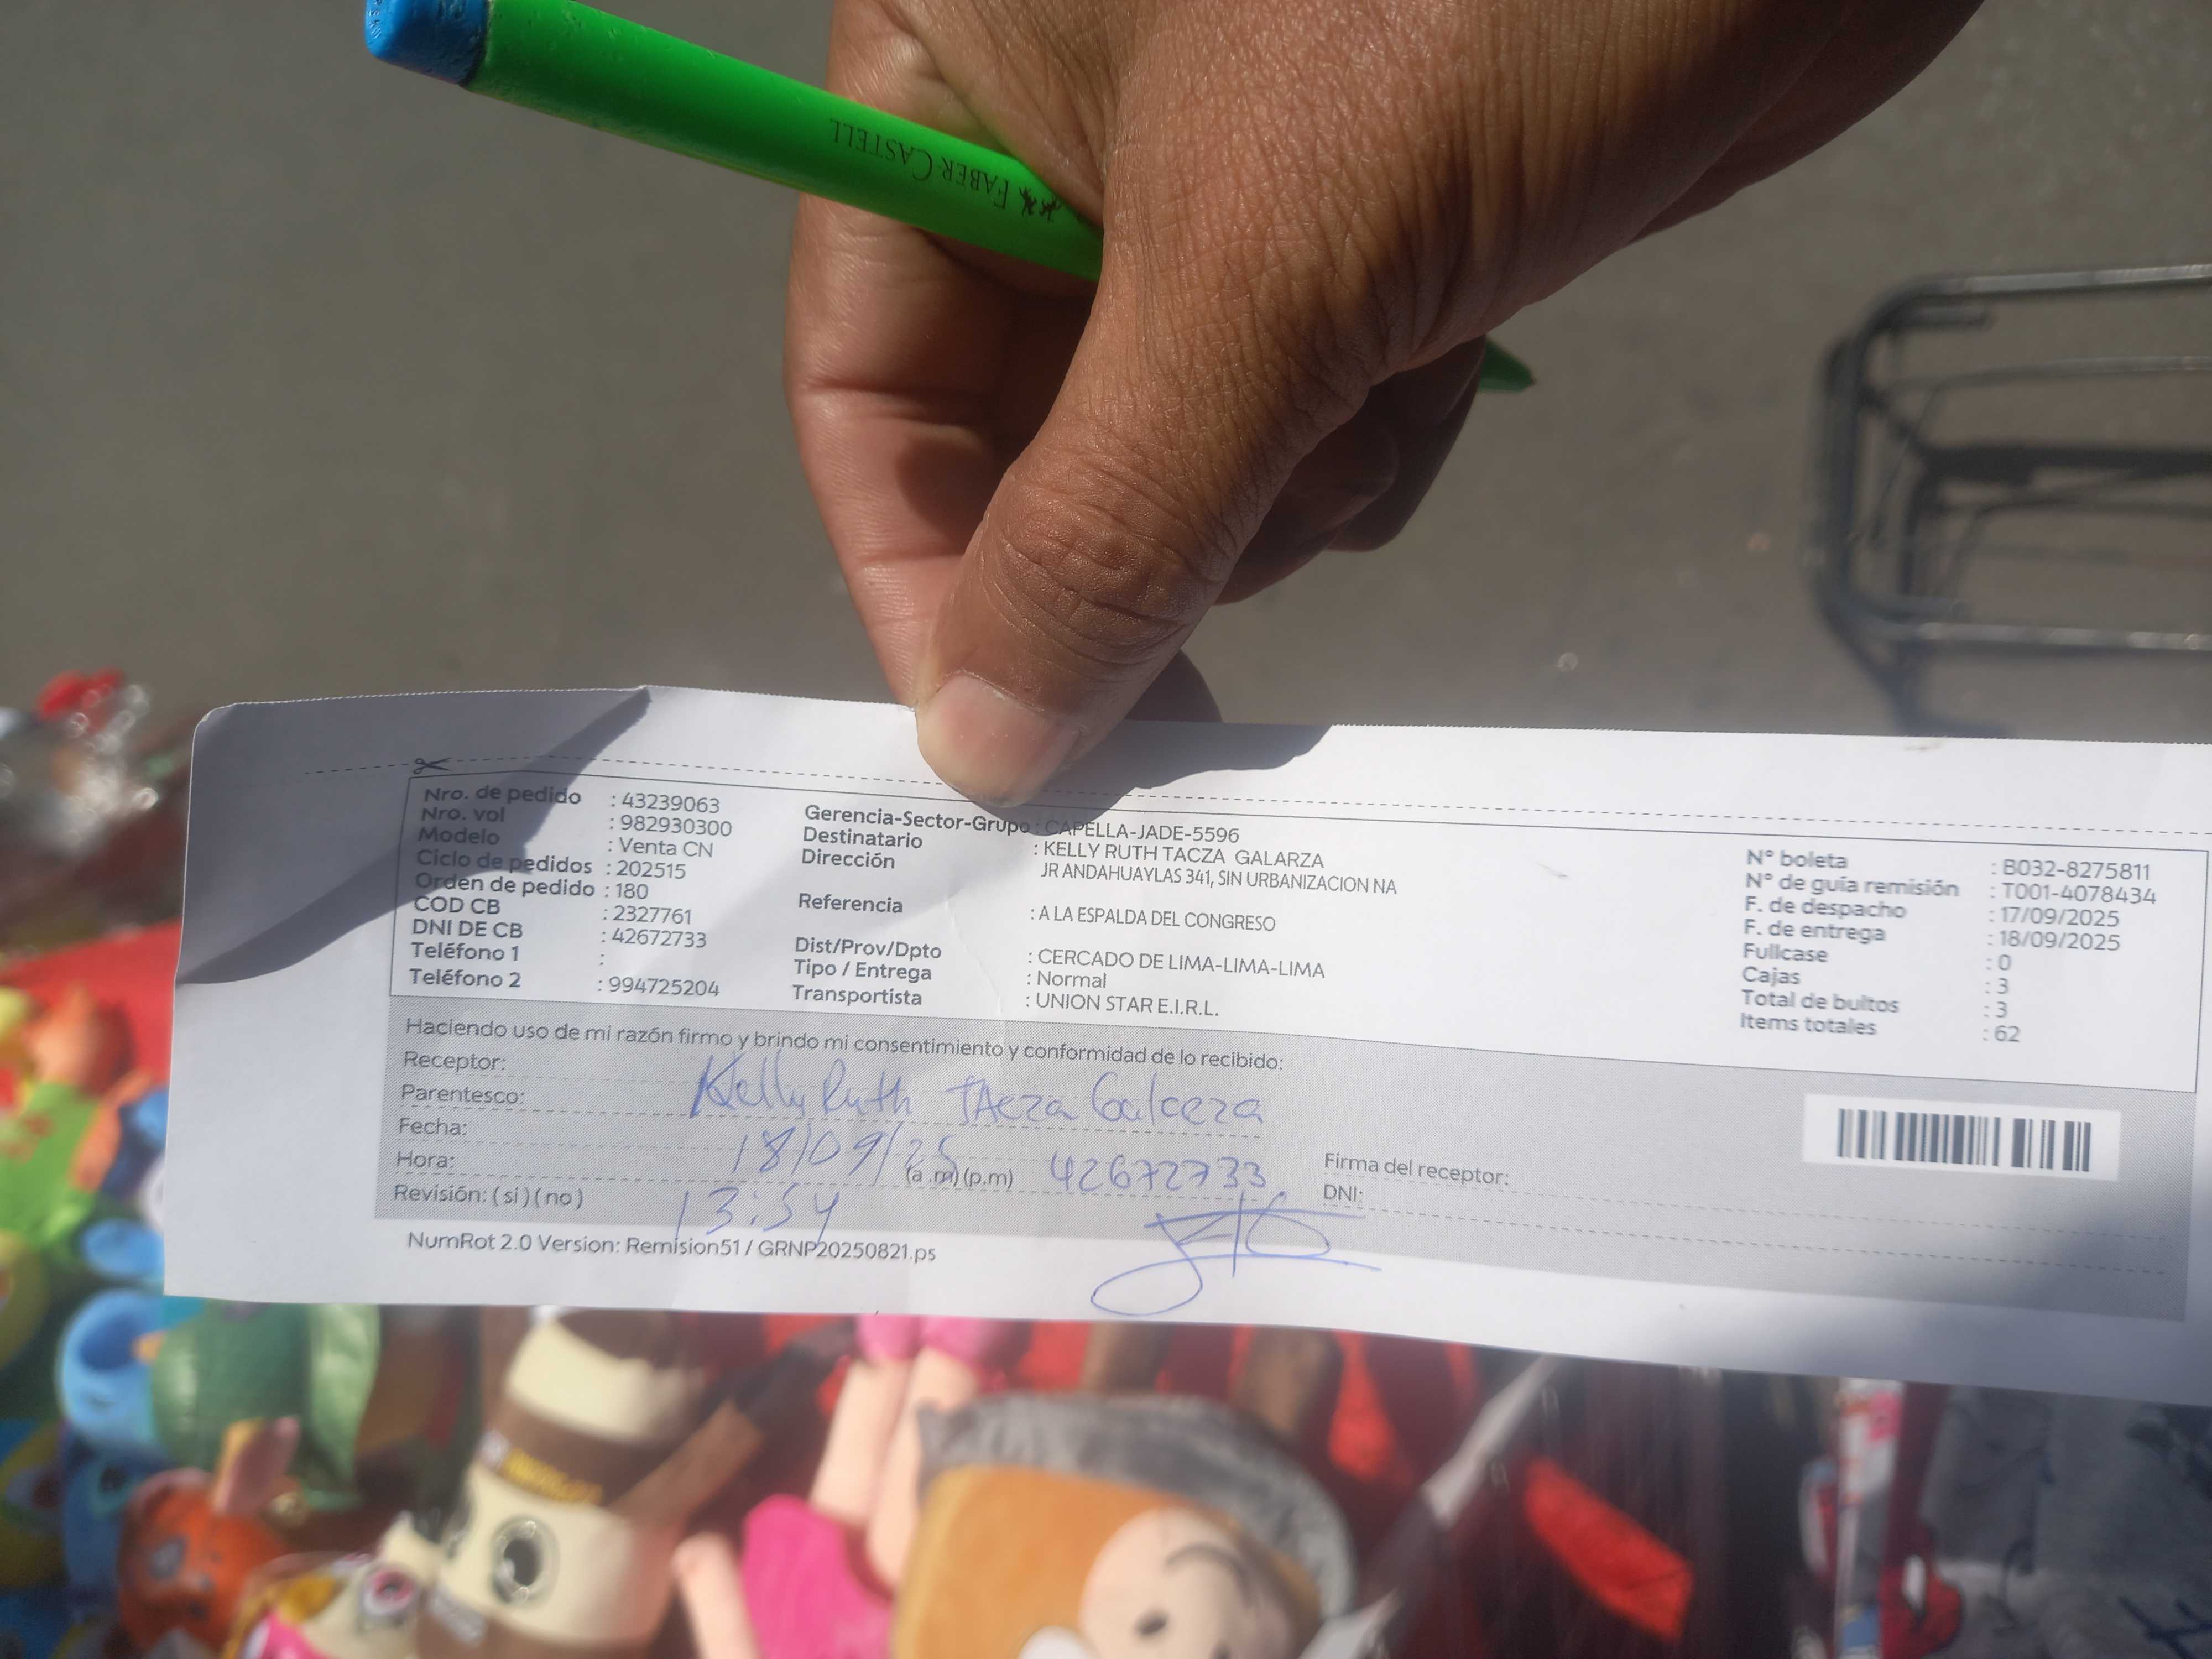 FABER CASTELL
Nro. de pedido : 43239063
Nro. vol : 982930300
Modelo : Venta CN
Ciclo de pedidos : 202515
Orden de pedido : 180
COD CB : 2327761
DNI DE CB : 42672733
Teléfono 1 :
Teléfono 2 : 994725204
Gerencia-Sector-Grupo : CAPELLA-JADE-5596
Destinatario : KELLY RUTH TACZA GALARZA
Dirección JR ANDAHUAYLAS 341, SIN URBANIZACION NA
Referencia : A LA ESPALDA DEL CONGRESO
Dist/Prov/Dpto : CERCADO DE LIMA-LIMA-LIMA
Tipo / Entrega : Normal
Transportista : UNION STAR E.I.R.L.
N° boleta : B032-8275811
N° de guía remisión : T001-4078434
F. de despacho : 17/09/2025
F. de entrega : 18/09/2025
Fullcase : 0
Cajas : 3
Total de bultos : 3
Items totales : 62
Haciendo uso de mi razón firmo y brindo mi consentimiento y conformidad de lo recibido:
Receptor:
Parentesco: Kelly Ruth TAcza Galarza
Fecha: 18/09/25
Hora: (a .m)(p.m) 42672733
Revisión: ( si ) ( no ) 13:54
Firma del receptor:
DNI:
NumRot 2.0 Version: Remision51 / GRNP20250821.ps